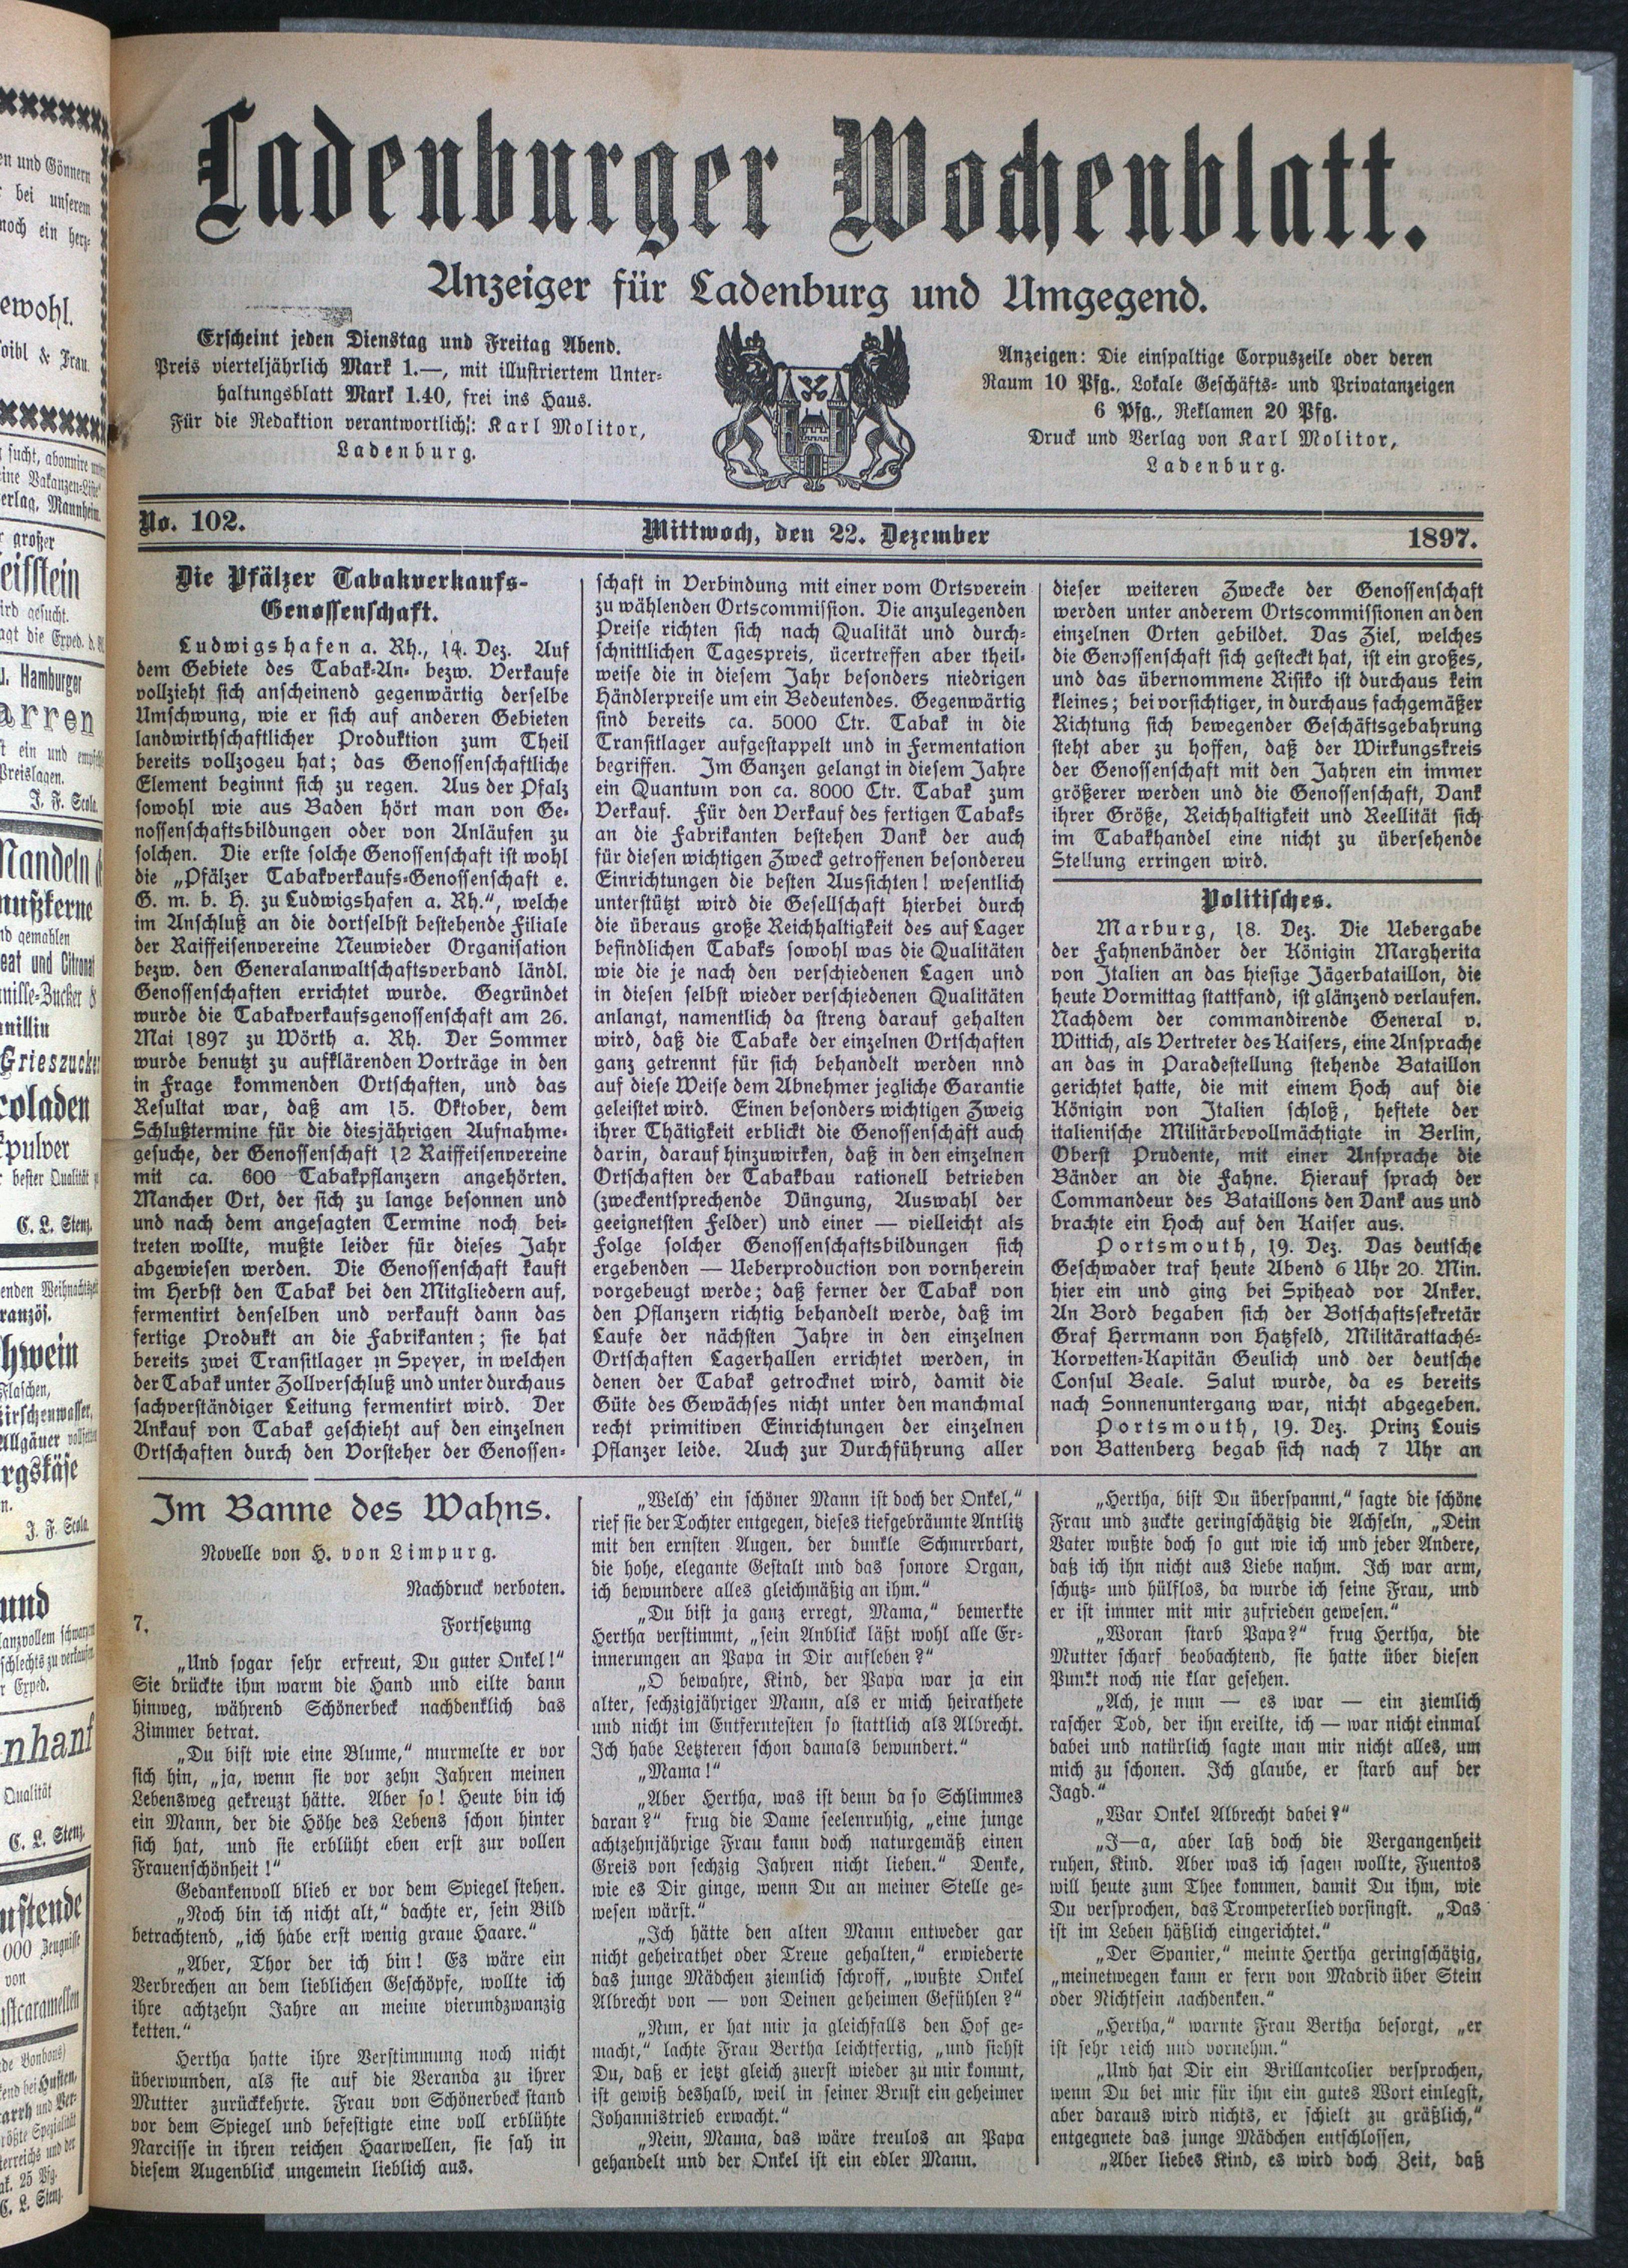 Ladenburger Wochenblatt.
Anzeiger für Ladenburg und Umgegend.
Erscheint jeden Dienstag und Freitag Abend.
Preis vierteljährlich Mark 1.—, mit illustriertem Unter-
haltungsblatt Mark 1.40, frei ins Haus.
Für die Redaktion verantwortlich: Karl Molitor,
Ladenburg.
Anzeigen: Die einspaltige Corpuszeile oder deren
Raum 10 Pfg., Lokale Geschäfts- und Privatanzeigen
6 Pfg., Reklamen 20 Pfg.
Druck und Verlag von Karl Molitor,
Ladenburg.
No. 102.
Mittwoch, den 22. Dezember
1897.
Die Pfälzer Tabakverkaufs-
Genossenschaft.
Ludwigshafen a. Rh., 14. Dez. Auf
dem Gebiete des Tabak-An- bezw. Verkaufe
vollzieht sich anscheinend gegenwärtig derselbe
Umschwung, wie er sich auf anderen Gebieten
landwirthschaftlicher Produktion zum Theil
bereits vollzogeu hat; das Genossenschaftliche
Element beginnt sich zu regen. Aus der Pfalz
sowohl wie aus Baden hört man von Ge-
nossenschaftsbildungen oder von Anläufen zu
solchen. Die erste solche Genossenschaft ist wohl
die „Pfälzer Tabakverkaufs-Genossenschaft e.
G. m. b. H. zu Ludwigshafen a. Rh.“, welche
im Anschluß an die dortselbst bestehende Filiale
der Raiffeisenvereine Neuwieder Organisation
bezw. den Generalanwaltschaftsverband ländl.
Genossenschaften errichtet wurde. Gegründet
wurde die Tabakverkaufsgenossenschaft am 26.
Mai 1897 zu Wörth a. Rh. Der Sommer
wurde benutzt zu aufklärenden Vorträge in den
in Frage kommenden Ortschaften, und das
Resultat war, daß am 15. Oktober, dem
Schlußtermine für die diesjährigen Aufnahme-
gesuche, der Genossenschaft 12 Raiffeisenvereine
mit ca. 600 Tabakpflanzern angehörten.
Mancher Ort, der sich zu lange besonnen und
und nach dem angesagten Termine noch bei-
treten wollte, mußte leider für dieses Jahr
abgewiesen werden. Die Genossenschaft kauft
im Herbst den Tabak bei den Mitgliedern auf,
fermentirt denselben und verkauft dann das
fertige Produkt an die Fabrikanten; sie hat
bereits zwei Transitlager in Speyer, in welchen
der Tabak unter Zollverschluß und unter durchaus
sachverständiger Leitung fermentirt wird. Der
Ankauf von Tabak geschieht auf den einzelnen
Ortschaften durch den Vorsteher der Genossen-
schaft in Verbindung mit einer vom Ortsverein
zu wählenden Ortscommission. Die anzulegenden
Preise richten sich nach Qualität und durch-
schnittlichen Tagespreis, ücertreffen aber theil-
weise die in diesem Jahr besonders niedrigen
Händlerpreise um ein Bedeutendes. Gegenwärtig
sind bereits ca. 5000 Ctr. Tabak in die
Transitlager aufgestappelt und in Fermentation
begriffen. Im Ganzen gelangt in diesem Jahre
ein Quantum von ca. 8000 Ctr. Tabak zum
Verkauf. Für den Verkauf des fertigen Tabaks
an die Fabrikanten bestehen Dank der auch
für diesen wichtigen Zweck getroffenen besondereu
Einrichtungen die besten Aussichten! wesentlich
unterstützt wird die Gesellschaft hierbei durch
die überaus große Reichhaltigkeit des auf Lager
befindlichen Tabaks sowohl was die Qualitäten
wie die je nach den verschiedenen Lagen und
in diesen selbst wieder verschiedenen Qualitäten
anlangt, namentlich da streng darauf gehalten
wird, daß die Tabake der einzelnen Ortschaften
ganz getrennt für sich behandelt werden nnd
auf diese Weise dem Abnehmer jegliche Garantie
geleistet wird. Einen besonders wichtigen Zweig
ihrer Thätigkeit erblickt die Genossenschaft auch
darin, darauf hinzuwirken, daß in den einzelnen
Ortschaften der Tabakbau rationell betrieben
(zweckentsprechende Düngung, Auswahl der
geeignetsten Felder) und einer — vielleicht als
Folge solcher Genossenschaftsbildungen sich
ergebenden — Ueberproduction von vornherein
vorgebeugt werde; daß ferner der Tabak von
den Pflanzern richtig behandelt werde, daß im
Laufe der nächsten Jahre in den einzelnen
Ortschaften Lagerhallen errichtet werden, in
denen der Tabak getrocknet wird, damit die
Güte des Gewächses nicht unter den manchmal
recht primitiven Einrichtungen der einzelnen
Pflanzer leide. Auch zur Durchführung aller
dieser weiteren Zwecke der Genossenschaft
werden unter anderem Ortscommissionen an den
einzelnen Orten gebildet. Das Ziel, welches
die Genossenschaft sich gesteckt hat, ist ein großes,
und das übernommene Risiko ist durchaus kein
kleines; bei vorsichtiger, in durchaus fachgemäßer
Richtung sich bewegender Geschäftsgebahrung
steht aber zu hoffen, daß der Wirkungskreis
der Genossenschaft mit den Jahren ein immer
größerer werden und die Genossenschaft, Dank
ihrer Größe, Reichhaltigkeit und Reellität sich
im Tabakhandel eine nicht zu übersehende
Stellung erringen wird.
Politisches.
Marburg, 18. Dez. Die Uebergabe
der Fahnenbänder der Königin Margherita
von Italien an das hiesige Jägerbataillon, die
heute Vormittag stattfand, ist glänzend verlaufen.
Nachdem der commandirende General v.
Wittich, als Vertreter des Kaisers, eine Ansprache
an das in Paradestellung stehende Bataillon
gerichtet hatte, die mit einem Hoch auf die
Königin von Italien schloß, heftete der
italienische Militärbevollmächtigte in Berlin,
Oberst Prudente, mit einer Ansprache die
Bänder an die Fahne. Hierauf sprach der
Commandeur des Bataillons den Dank aus und
brachte ein Hoch auf den Kaiser aus.
Portsmouth, 19. Dez. Das deutsche
Geschwader traf heute Abend 6 Uhr 20. Min.
hier ein und ging bei Spihead vor Anker.
An Bord begaben sich der Botschaftssekretär
Graf Herrmann von Hatzfeld, Militärattaché-
Korvetten-Kapitän Geulich und der deutsche
Consul Beale. Salut wurde, da es bereits
nach Sonnenuntergang war, nicht abgegeben.
Portsmouth, 19. Dez. Prinz Louis
von Battenberg begab sich nach 7 Uhr an
Im Banne des Wahns.
Novelle von H. von Limpurg.
Nachdruck verboten.
7. Fortsetzung
„Und sogar sehr erfreut, Du guter Onkel!“
Sie drückte ihm warm die Hand und eilte dann
hinweg, während Schönerbeck nachdenklich das
Zimmer betrat.
„Du bist wie eine Blume,“ murmelte er vor
sich hin, „ja, wenn sie vor zehn Jahren meinen
Lebensweg gekreuzt hätte. Aber so! Heute bin ich
ein Mann, der die Höhe des Lebens schon hinter
sich hat, und sie erblüht eben erst zur vollen
Frauenschönheit!“
Gedankenvoll blieb er vor dem Spiegel stehen.
„Noch bin ich nicht alt,“ dachte er, sein Bild
betrachtend, „ich habe erst wenig graue Haare.“
„Aber, Thor der ich bin! Es wäre ein
Verbrechen an dem lieblichen Geschöpfe, wollte ich
ihre achtzehn Jahre an meine vierundzwanzig
ketten.“
Hertha hatte ihre Verstimmung noch nicht
überwunden, als sie auf die Veranda zu ihrer
Mutter zurückkehrte. Frau von Schönerbeck stand
vor dem Spiegel und befestigte eine voll erblühte
Narcisse in ihren reichen Haarwellen, sie sah in
diesem Augenblick ungemein lieblich aus.
„Welch' ein schöner Mann ist doch der Onkel,“
rief sie der Tochter entgegen, dieses tiefgebräunte Antlitz
mit den ernsten Augen. der dunkle Schnurrbart,
die hohe, elegante Gestalt und das sonore Organ,
ich bewundere alles gleichmäßig an ihm.“
„Du bist ja ganz erregt, Mama,“ bemerkte
Hertha verstimmt, „sein Anblick läßt wohl alle Er-
innerungen an Papa in Dir aufleben?“
„O bewahre, Kind, der Papa war ja ein
alter, sechzigjähriger Mann, als er mich heirathete
und nicht im Entferntesten so stattlich als Albrecht.
Ich habe Letzteren schon damals bewundert.“
„Mama!“
„Aber Hertha, was ist denn da so Schlimmes
daran?“ frug die Dame seelenruhig, „eine junge
achtzehnjährige Frau kann doch naturgemäß einen
Greis von sechzig Jahren nicht lieben.“ Denke,
wie es Dir ginge, wenn Du an meiner Stelle ge-
wesen wärst.“
„Ich hätte den alten Mann entweder gar
nicht geheirathet oder Treue gehalten,“ erwiederte
das junge Mädchen ziemlich schroff, „wußte Onkel
Albrecht von — von Deinen geheimen Gefühlen?“
„Nun, er hat mir ja gleichfalls den Hof ge-
macht,“ lachte Frau Bertha leichtfertig, „und siehst
Du, daß er jetzt gleich zuerst wieder zu mir kommt,
ist gewiß deshalb, weil in seiner Brust ein geheimer
Johannistrieb erwacht.“
„Nein, Mama, das wäre treulos an Papa
gehandelt und der Onkel ist ein edler Mann.
„Hertha, bist Du überspannt,“ sagte die schöne
Frau und zuckte geringschätzig die Achseln, „Dein
Vater wußte doch so gut wie ich und jeder Andere,
daß ich ihn nicht aus Liebe nahm. Ich war arm,
schutz- und hülflos, da wurde ich seine Frau, und
er ist immer mit mir zufrieden gewesen.“
„Woran starb Papa?“ frug Hertha, die
Mutter scharf beobachtend, sie hatte über diesen
Punkt noch nie klar gesehen.
„Ach, je nun — es war — ein ziemlich
rascher Tod, der ihn ereilte, ich — war nicht einmal
dabei und natürlich sagte man mir nicht alles, um
mich zu schonen. Ich glaube, er starb auf der
Jagd.“
„War Onkel Albrecht dabei?“
„J—a, aber laß doch die Vergangenheit
ruhen, Kind. Aber was ich sagen wollte, Fuentos
will heute zum Thee kommen, damit Du ihm, wie
Du versprochen, das Trompeterlied vorsingst. „Das
ist im Leben häßlich eingerichtet.“
„Der Spanier,“ meinte Hertha geringschätzig,
„meinetwegen kann er fern von Madrid über Stein
oder Nichtsein nachdenken.“
„Hertha,“ warnte Frau Bertha besorgt, „er
ist sehr reich und vornehm.“
„Und hat Dir ein Brillantcolier versprochen,
wenn Du bei mir für ihn ein gutes Wort einlegst,
aber daraus wird nichts, er schielt zu gräßlich,“
entgegnete das junge Mädchen entschlossen,
„Aber liebes Kind, es wird doch Zeit, daß